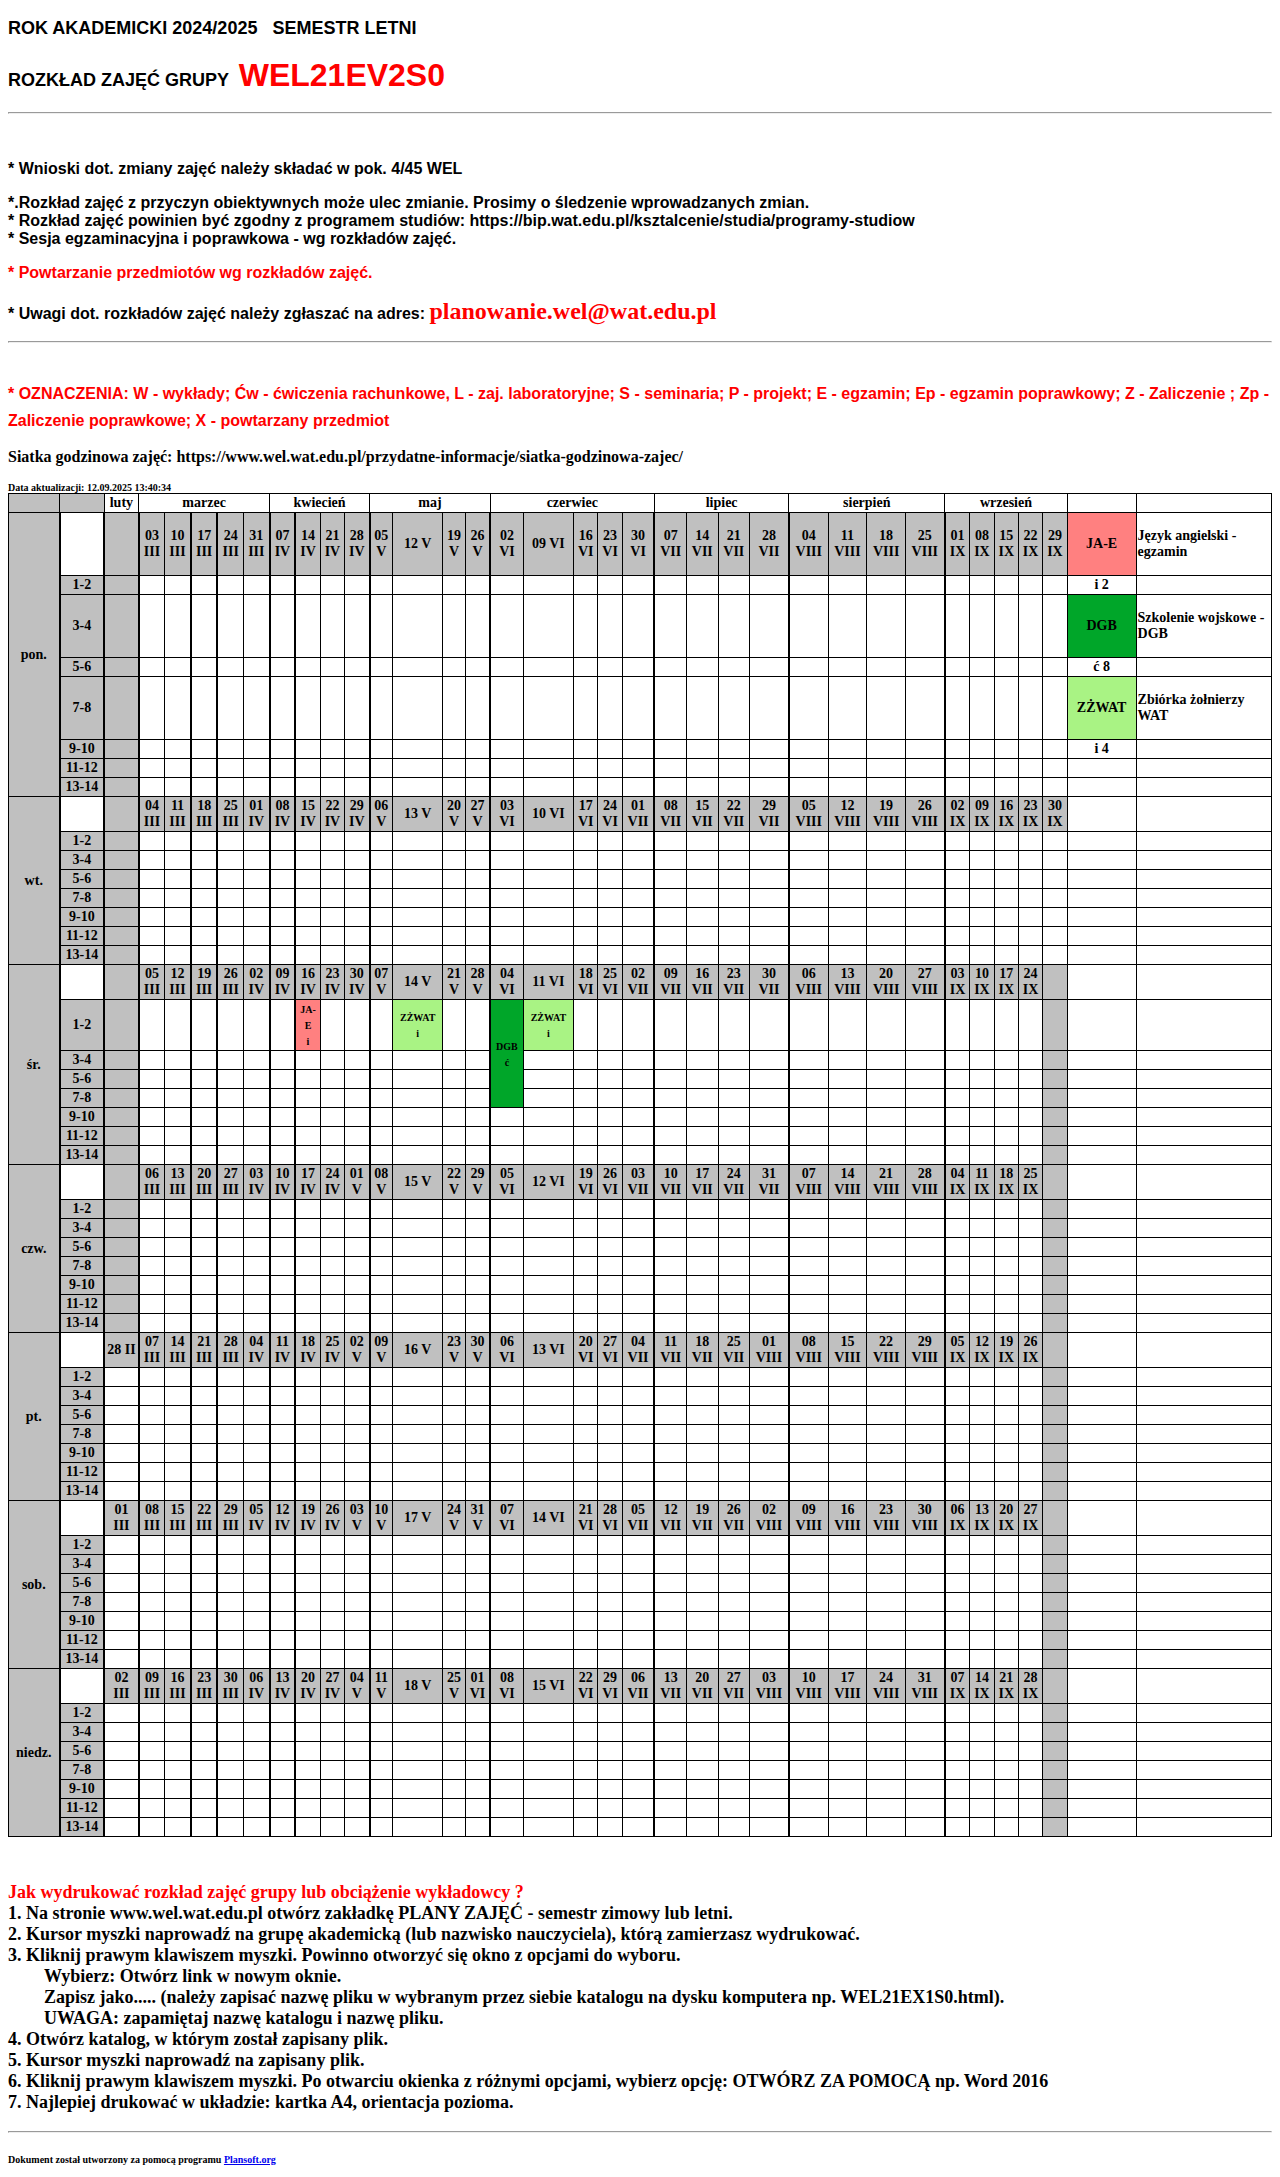 ROK AKADEMICKI 2024/2025   SEMESTR LETNI
ROZKŁAD ZAJĘĆ GRUPY WEL21EV2S0
* Wnioski dot. zmiany zajęć należy składać w pok. 4/45 WEL
*.Rozkład zajęć z przyczyn obiektywnych może ulec zmianie. Prosimy o śledzenie wprowadzanych zmian.
* Rozkład zajęć powinien być zgodny z programem studiów: https://bip.wat.edu.pl/ksztalcenie/studia/programy-studiow
* Sesja egzaminacyjna i poprawkowa - wg rozkładów zajęć.
* Powtarzanie przedmiotów wg rozkładów zajęć.
* Uwagi dot. rozkładów zajęć należy zgłaszać na adres: planowanie.wel@wat.edu.pl
* OZNACZENIA: W - wykłady; Ćw - ćwiczenia rachunkowe, L - zaj. laboratoryjne; S - seminaria; P - projekt; E - egzamin; Ep - egzamin poprawkowy; Z - Zaliczenie ; Zp -
Zaliczenie poprawkowe; X - powtarzany przedmiot
Siatka godzinowa zajęć: https://www.wel.wat.edu.pl/przydatne-informacje/siatka-godzinowa-zajec/
Data aktualizacji: 12.09.2025 13:40:34
luty marzec kwiecień maj czerwiec lipiec sierpień wrzesień
pon. 03 III 10 III 17 III 24 III 31 III 07 IV 14 IV 21 IV 28 IV 05 V 12 V 19 V 26 V 02 VI 09 VI 16 VI 23 VI 30 VI 07 VII 14 VII 21 VII 28 VII 04 VIII 11 VIII 18 VIII 25 VIII 01 IX 08 IX 15 IX 22 IX 29 IX JA-E Język angielski - egzamin
1-2 i 2
3-4 DGB Szkolenie wojskowe - DGB
5-6 ć 8
7-8 ZŻWAT Zbiórka żołnierzy WAT
9-10 i 4
11-12
13-14
wt. 04 III 11 III 18 III 25 III 01 IV 08 IV 15 IV 22 IV 29 IV 06 V 13 V 20 V 27 V 03 VI 10 VI 17 VI 24 VI 01 VII 08 VII 15 VII 22 VII 29 VII 05 VIII 12 VIII 19 VIII 26 VIII 02 IX 09 IX 16 IX 23 IX 30 IX
1-2
3-4
5-6
7-8
9-10
11-12
13-14
śr. 05 III 12 III 19 III 26 III 02 IV 09 IV 16 IV 23 IV 30 IV 07 V 14 V 21 V 28 V 04 VI 11 VI 18 VI 25 VI 02 VII 09 VII 16 VII 23 VII 30 VII 06 VIII 13 VIII 20 VIII 27 VIII 03 IX 10 IX 17 IX 24 IX
1-2 JA-E i ZŻWAT i DGB ć ZŻWAT i
3-4
5-6
7-8
9-10
11-12
13-14
czw. 06 III 13 III 20 III 27 III 03 IV 10 IV 17 IV 24 IV 01 V 08 V 15 V 22 V 29 V 05 VI 12 VI 19 VI 26 VI 03 VII 10 VII 17 VII 24 VII 31 VII 07 VIII 14 VIII 21 VIII 28 VIII 04 IX 11 IX 18 IX 25 IX
1-2
3-4
5-6
7-8
9-10
11-12
13-14
pt. 28 II 07 III 14 III 21 III 28 III 04 IV 11 IV 18 IV 25 IV 02 V 09 V 16 V 23 V 30 V 06 VI 13 VI 20 VI 27 VI 04 VII 11 VII 18 VII 25 VII 01 VIII 08 VIII 15 VIII 22 VIII 29 VIII 05 IX 12 IX 19 IX 26 IX
1-2
3-4
5-6
7-8
9-10
11-12
13-14
sob. 01 III 08 III 15 III 22 III 29 III 05 IV 12 IV 19 IV 26 IV 03 V 10 V 17 V 24 V 31 V 07 VI 14 VI 21 VI 28 VI 05 VII 12 VII 19 VII 26 VII 02 VIII 09 VIII 16 VIII 23 VIII 30 VIII 06 IX 13 IX 20 IX 27 IX
1-2
3-4
5-6
7-8
9-10
11-12
13-14
niedz. 02 III 09 III 16 III 23 III 30 III 06 IV 13 IV 20 IV 27 IV 04 V 11 V 18 V 25 V 01 VI 08 VI 15 VI 22 VI 29 VI 06 VII 13 VII 20 VII 27 VII 03 VIII 10 VIII 17 VIII 24 VIII 31 VIII 07 IX 14 IX 21 IX 28 IX
1-2
3-4
5-6
7-8
9-10
11-12
13-14
Jak wydrukować rozkład zajęć grupy lub obciążenie wykładowcy ?
1. Na stronie www.wel.wat.edu.pl otwórz zakładkę PLANY ZAJĘĆ - semestr zimowy lub letni.
2. Kursor myszki naprowadź na grupę akademicką (lub nazwisko nauczyciela), którą zamierzasz wydrukować.
3. Kliknij prawym klawiszem myszki. Powinno otworzyć się okno z opcjami do wyboru.
Wybierz: Otwórz link w nowym oknie.
Zapisz jako..... (należy zapisać nazwę pliku w wybranym przez siebie katalogu na dysku komputera np. WEL21EX1S0.html).
UWAGA: zapamiętaj nazwę katalogu i nazwę pliku.
4. Otwórz katalog, w którym został zapisany plik.
5. Kursor myszki naprowadź na zapisany plik.
6. Kliknij prawym klawiszem myszki. Po otwarciu okienka z różnymi opcjami, wybierz opcję: OTWÓRZ ZA POMOCĄ np. Word 2016
7. Najlepiej drukować w układzie: kartka A4, orientacja pozioma.
Dokument został utworzony za pomocą programu Plansoft.org